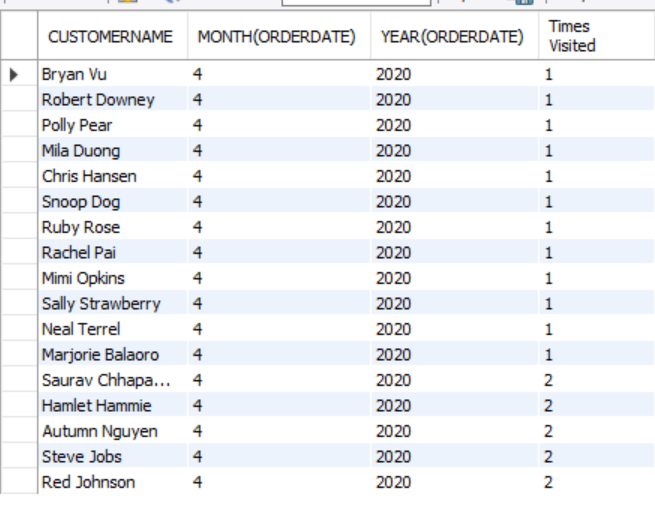 CUSTOMERNAME MONTH(ORDERDATE) YEAR(ORDERDATE) Times
Visited
Bryan Vu 4 2020 1
Robert Downey 4 2020 1
Polly Pear 4 2020 1
Mila Duong 4 2020 1
Chris Hansen 4 2020 1
Snoop Dog 4 2020 1
Ruby Rose 4 2020 1
Rachel Pai 4 2020 1
Mimi Opkins 4 2020 1
Sally Strawberry 4 2020 1
Neal Terrel 4 2020 1
Marjorie Balaoro 4 2020 1
Saurav Chhapa... 4 2020 2
Hamlet Hammie 4 2020 2
Autumn Nguyen 4 2020 2
Steve Jobs 4 2020 2
Red Johnson 4 2020 2